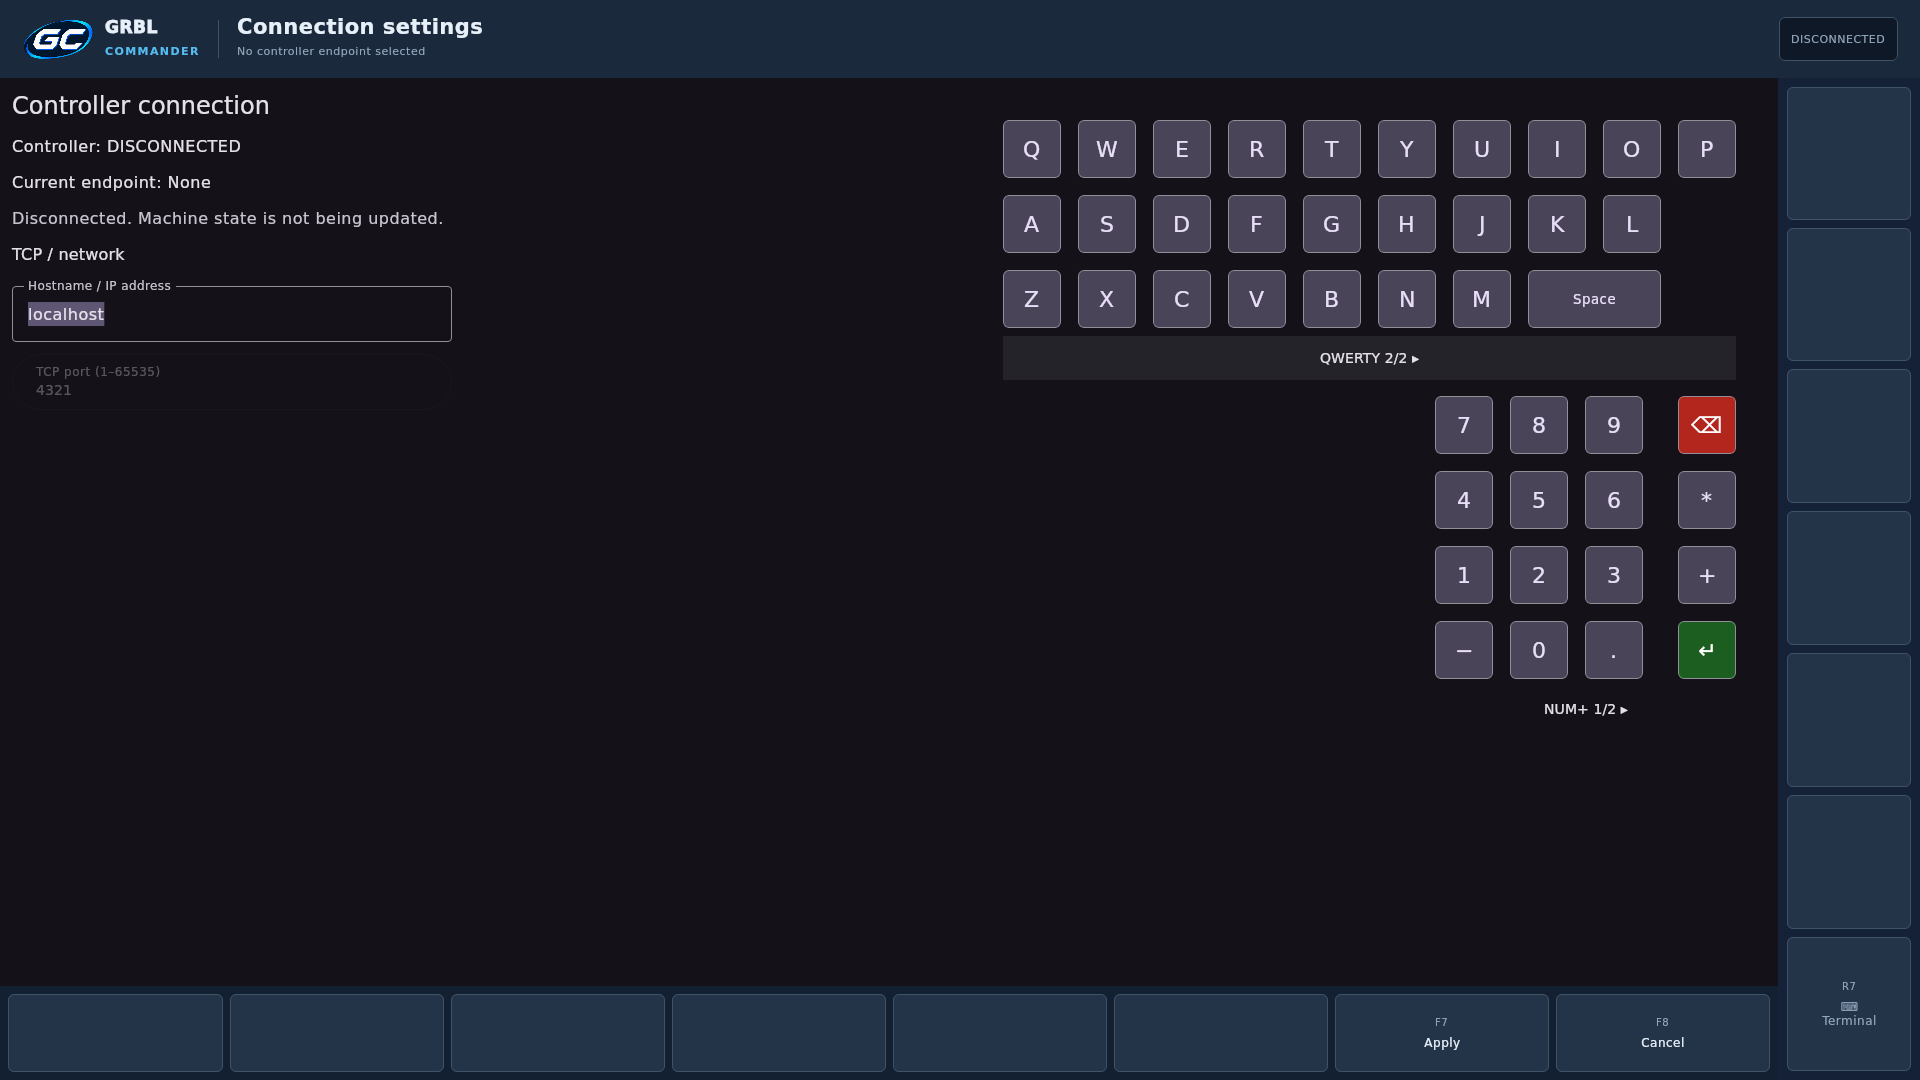 GC
GRBL
COMMANDER
Connection settings
No controller endpoint selected
DISCONNECTED
Controller connection
Controller: DISCONNECTED
Current endpoint: None
Disconnected. Machine state is not being updated.
TCP / network
Hostname / IP address
localhost
TCP port (1–65535)
4321
Q W E R T Y U I O P
A S D F G H J K L
Z X C V B N M Space
QWERTY 2/2 ▸
7 8 9 ⌫
4 5 6 *
1 2 3 +
− 0 . ↵
NUM+ 1/2 ▸
R7
⌨
Terminal
F7
Apply
F8
Cancel